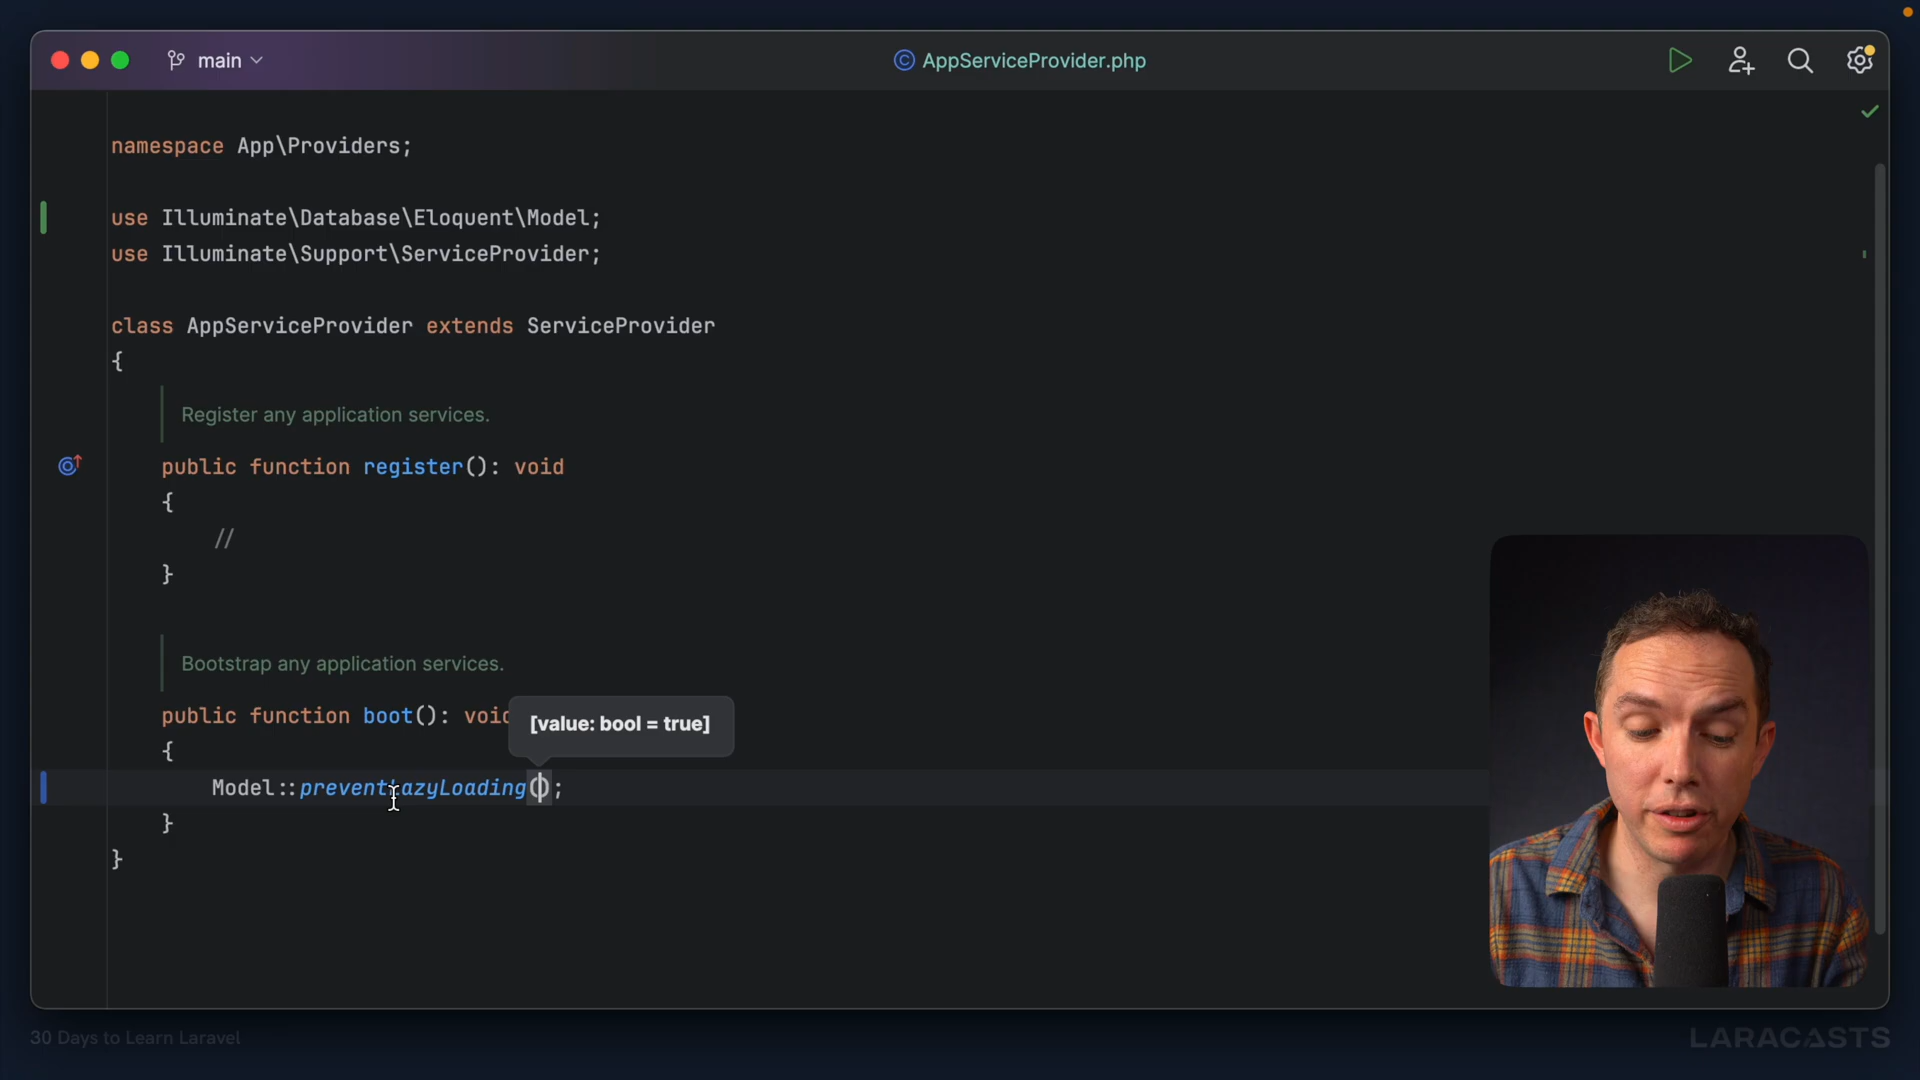 main
AppServiceProvider.php
namespace App\Providers;
use Illuminate\Database\Eloquent\Model;
use Illuminate\Support\ServiceProvider;
class AppServiceProvider extends ServiceProvider
{
Register any application services.
public function register(): void
{
//
}
Bootstrap any application services.
public function boot(): void
[value: bool = true]
{
Model::preventLazyLoading();
}
}
30 Days to Learn Laravel
LARACASTS